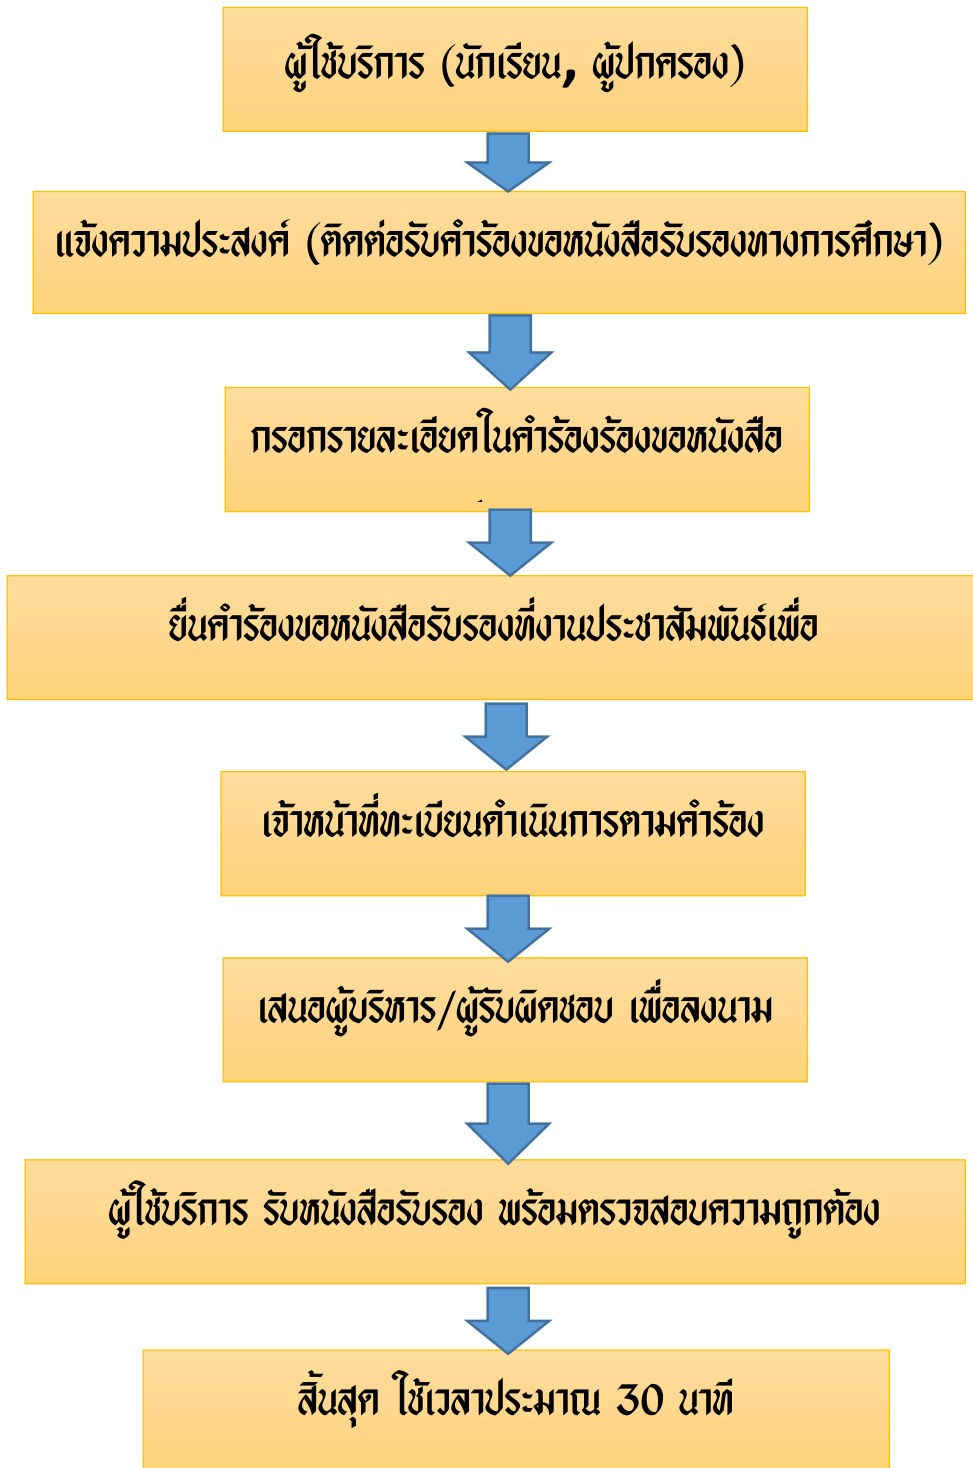 ผู้ใช้บริการ (นักเรียน, ผู้ปกครอง)
แจ้งความประสงค์ (ติดต่อรับคำร้องขอหนังสือรับรองทางการศึกษา)
กรอกรายละเอียดในคำร้องร้องขอหนังสือ
ยื่นคำร้องขอหนังสือรับรองที่งานประชาสัมพันธ์เพื่อ
เจ้าหน้าที่ทะเบียนดำเนินการตามคำร้อง
เสนอผู้บริหาร/ผู้รับผิดชอบ เพื่อลงนาม
ผู้ใช้บริการ รับหนังสือรับรอง พร้อมตรวจสอบความถูกต้อง
สิ้นสุด ใช้เวลาประมาณ 30 นาที